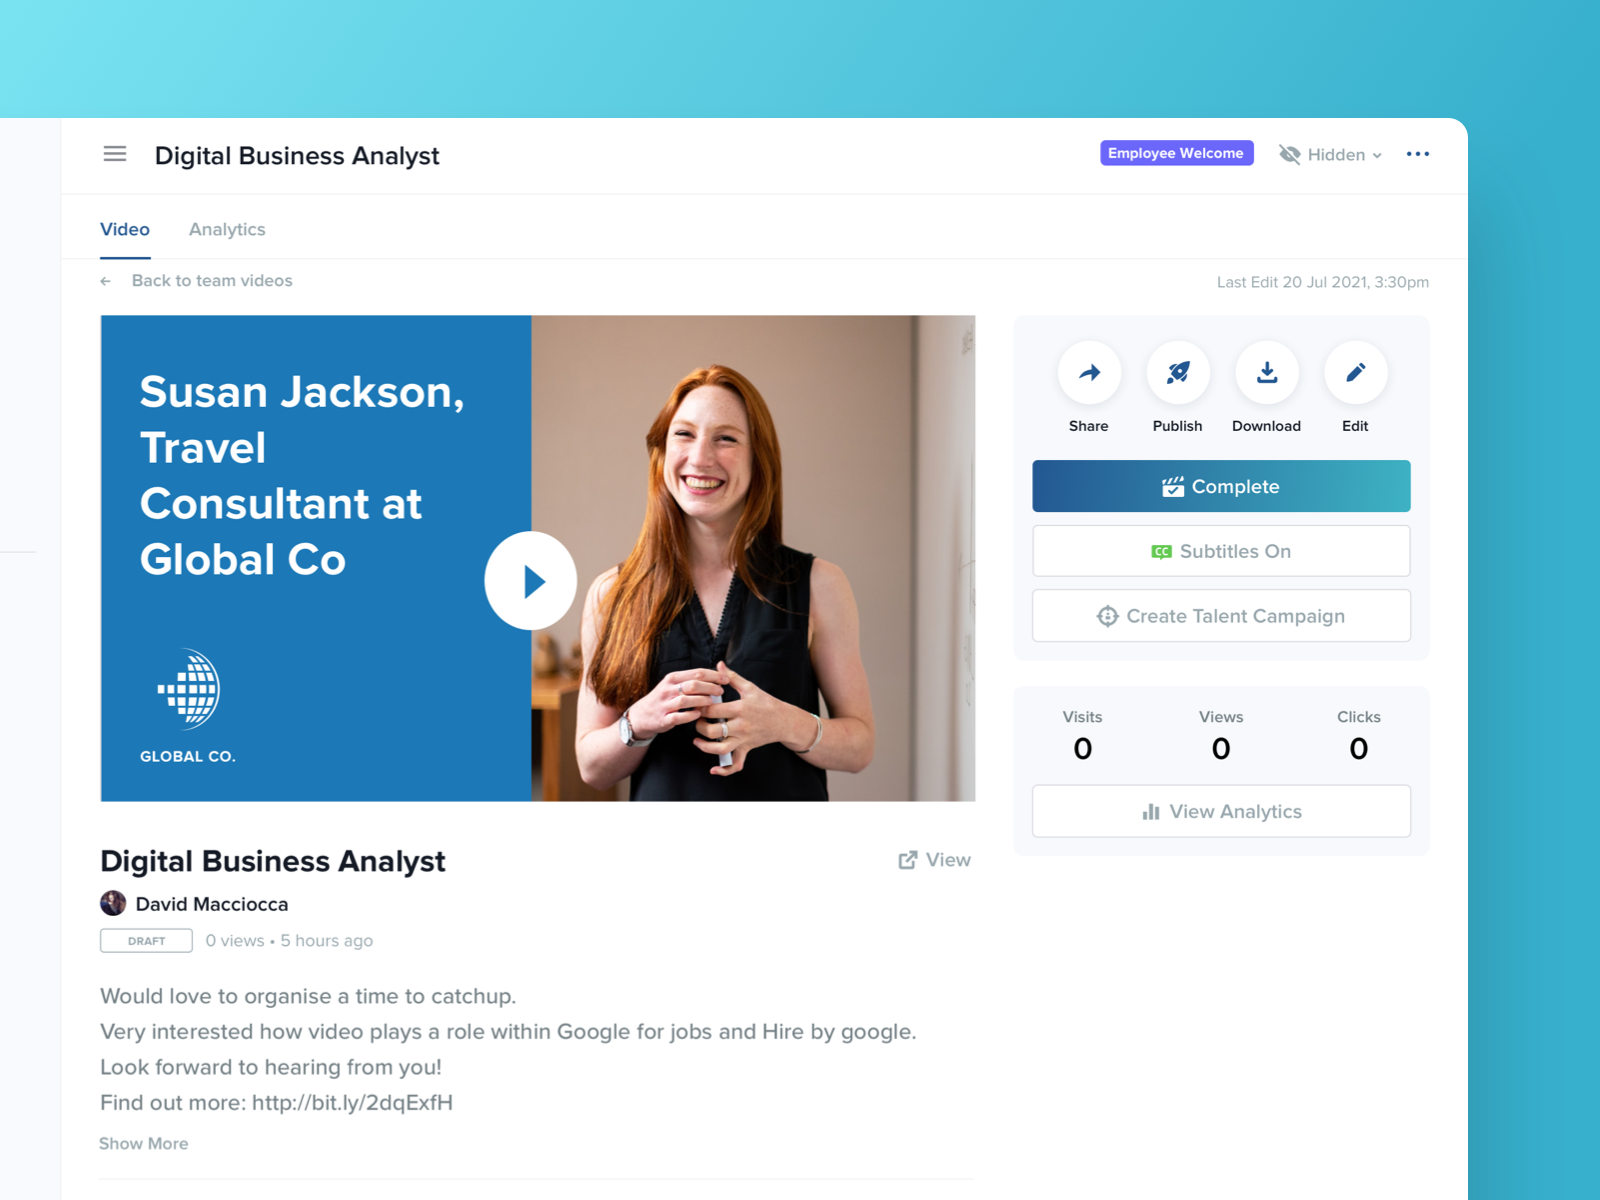 Digital Business Analyst
Employee Welcome
Hidden
Video
Analytics
Back to team videos
Last Edit 20 Jul 2021, 3:30pm
Susan Jackson,
Travel
Consultant at
Global Co
GLOBAL CO.
Share
Publish
Download
Edit
Complete
CC Subtitles On
Create Talent Campaign
Visits
Views
Clicks
0
0
0
View Analytics
Digital Business Analyst
View
David Macciocca
DRAFT
0 views • 5 hours ago
Would love to organise a time to catchup.
Very interested how video plays a role within Google for jobs and Hire by google.
Look forward to hearing from you!
Find out more: http://bit.ly/2dqExfH
Show More